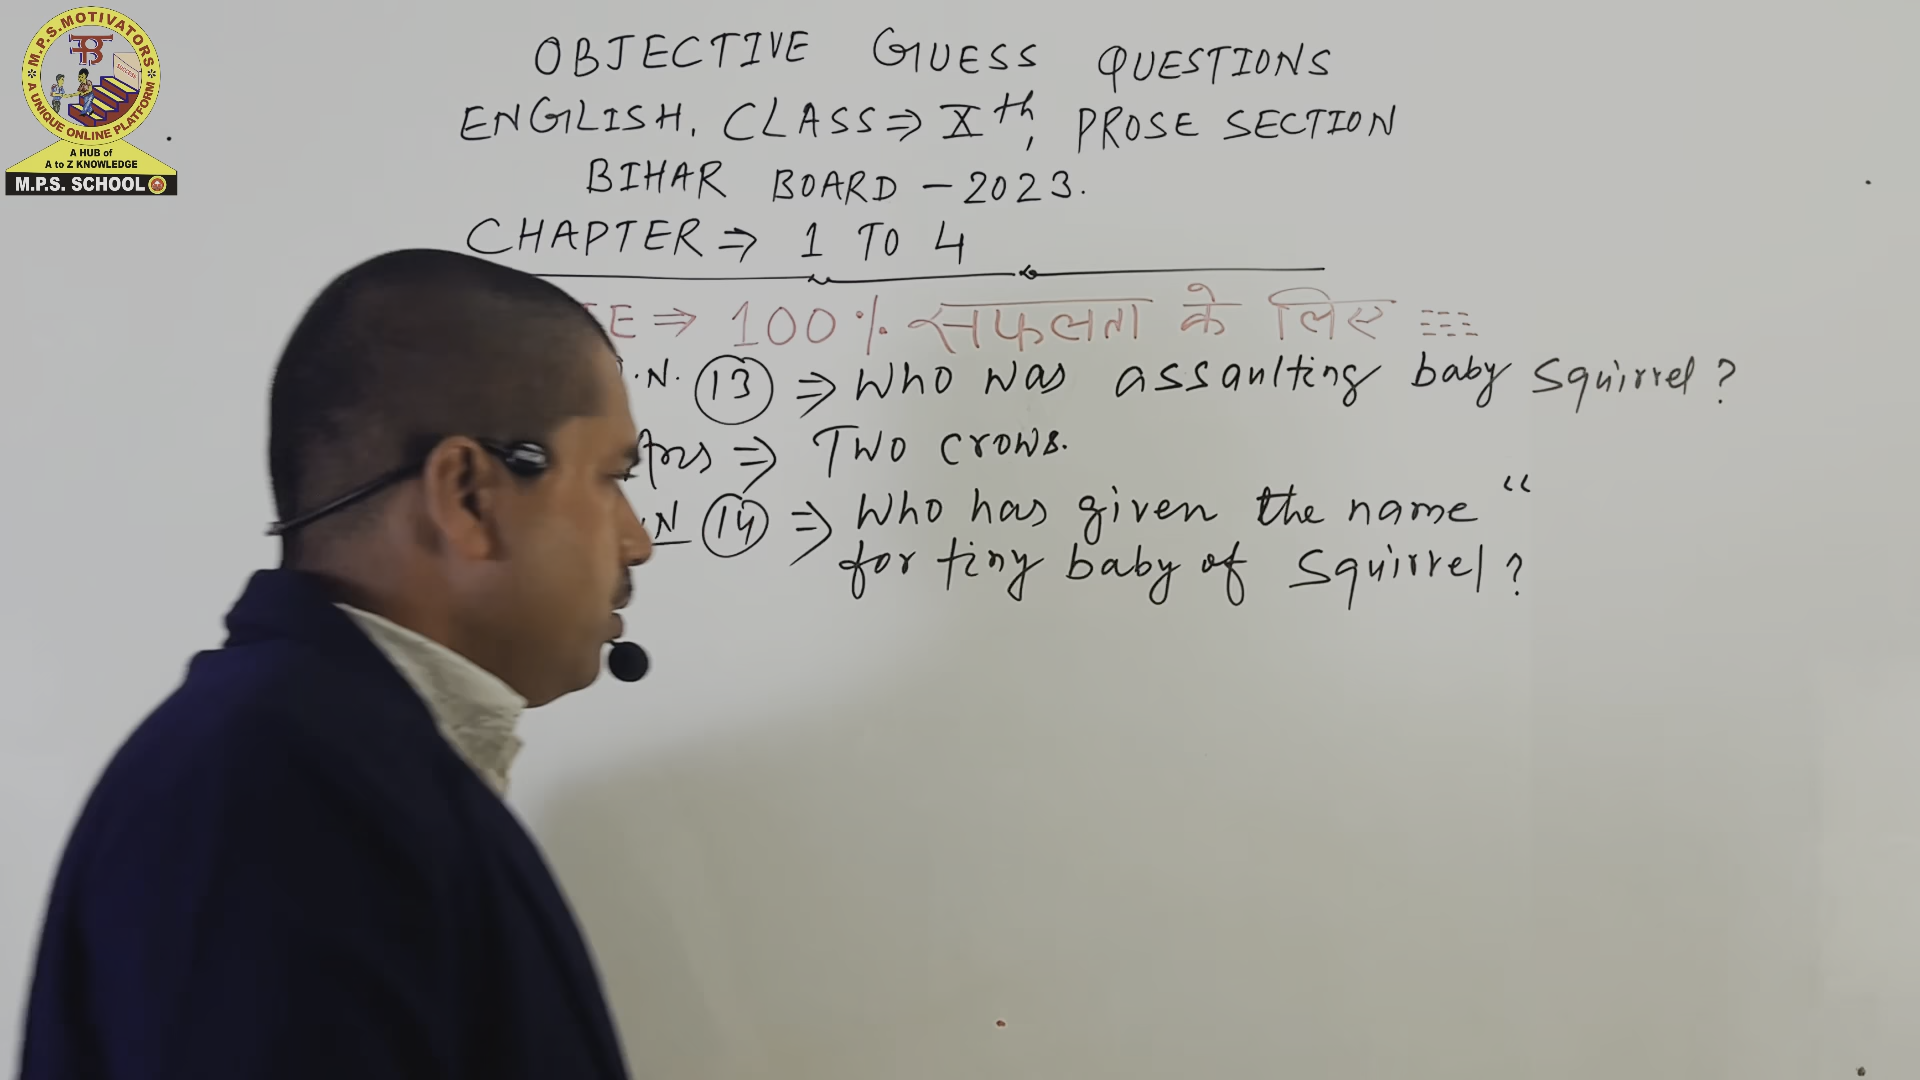 M.P.S.MOTIVATORS
SUCCESS
A UNIQUE ONLINE PLATFORM
A HUB of
A to Z KNOWLEDGE
M.P.S. SCHOOL
OBJECTIVE GUESS QUESTIONS
ENGLISH. CLASS⇒ Xth, PROSE SECTION
BIHAR BOARD - 2023.
CHAPTER ⇒ 1 TO 4
E ⇒ 100% सफलता के लिए
.N. 13 ⇒ Who was assaulting baby squirrel?
Ans ⇒ Two crows.
.N 14 ⇒ Who has given the name "
for tiny baby of squirrel?